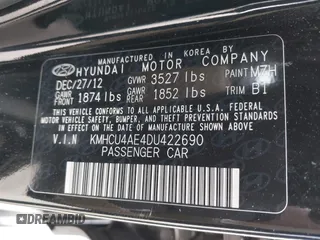 MANUFACTURED IN KOREA BY
HYUNDAI MOTOR COMPANY
DEC/27/12 GVWR 3527 lbs PAINT M7H
GAWR FRONT 1874 lbs GAWR REAR 1852 lbs TRIM B1
THIS VEHICLE CONFORMS TO ALL APPLICABLE U.S. FEDERAL MOTOR VEHICLE
SAFETY, BUMPER, AND THEFT PREVENTION STANDARDS IN
EFFECT ON THE DATE OF MANUFACTURE SHOWN ABOVE.
V.I.N KMHCU4AE4DU422690
PASSENGER CAR
DREAMBID